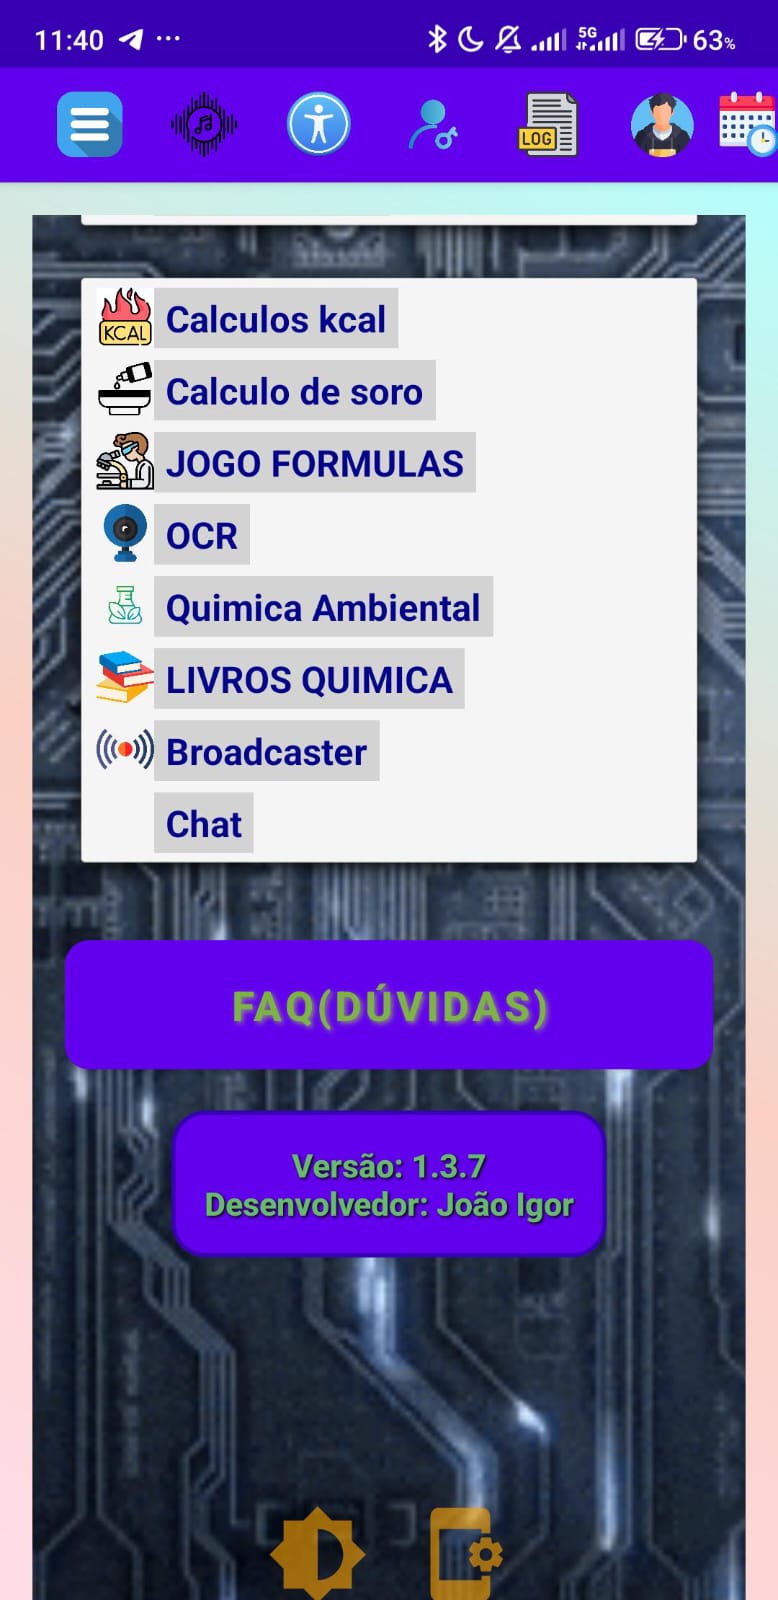 11:40
5G
63%
LOG
KCAL
Calculos kcal
Calculo de soro
JOGO FORMULAS
OCR
Quimica Ambiental
LIVROS QUIMICA
Broadcaster
Chat
FAQ(DÚVIDAS)
Versão: 1.3.7
Desenvolvedor: João Igor